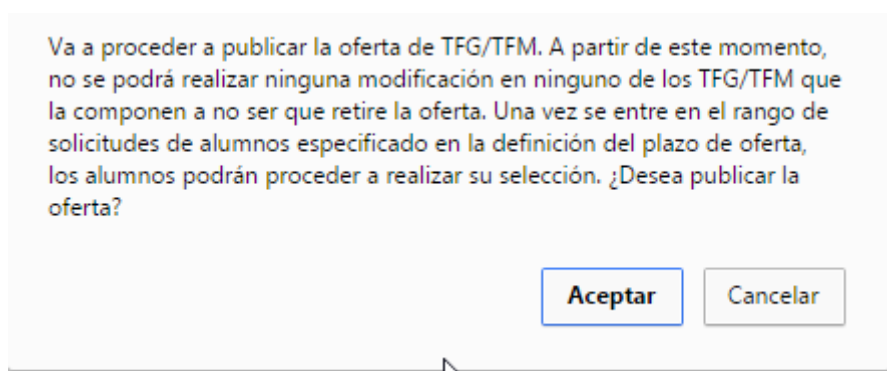 Va a proceder a publicar la oferta de TFG/TFM. A partir de este momento,
no se podrá realizar ninguna modificación en ninguno de los TFG/TFM que
la componen a no ser que retire la oferta. Una vez se entre en el rango de
solicitudes de alumnos especificado en la definición del plazo de oferta,
los alumnos podrán proceder a realizar su selección. ¿Desea publicar la
oferta?
Aceptar Cancelar